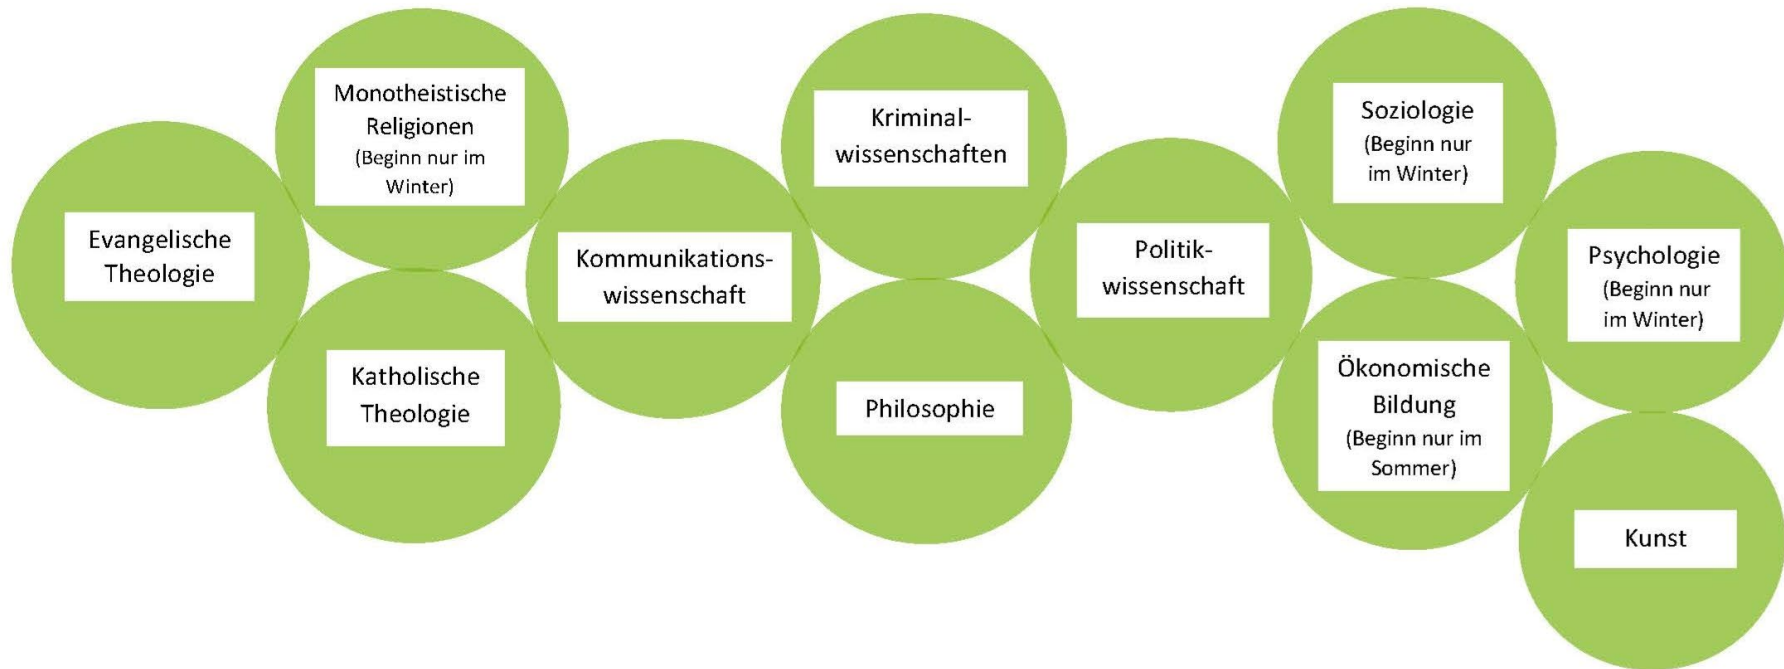 Evangelische
Theologie
Monotheistische
Religionen
(Beginn nur im
Winter)
Katholische
Theologie
Kommunikations-
wissenschaft
Kriminal-
wissenschaften
Philosophie
Politik-
wissenschaft
Soziologie
(Beginn nur
im Winter)
Ökonomische
Bildung
(Beginn nur im
Sommer)
Psychologie
(Beginn nur
im Winter)
Kunst